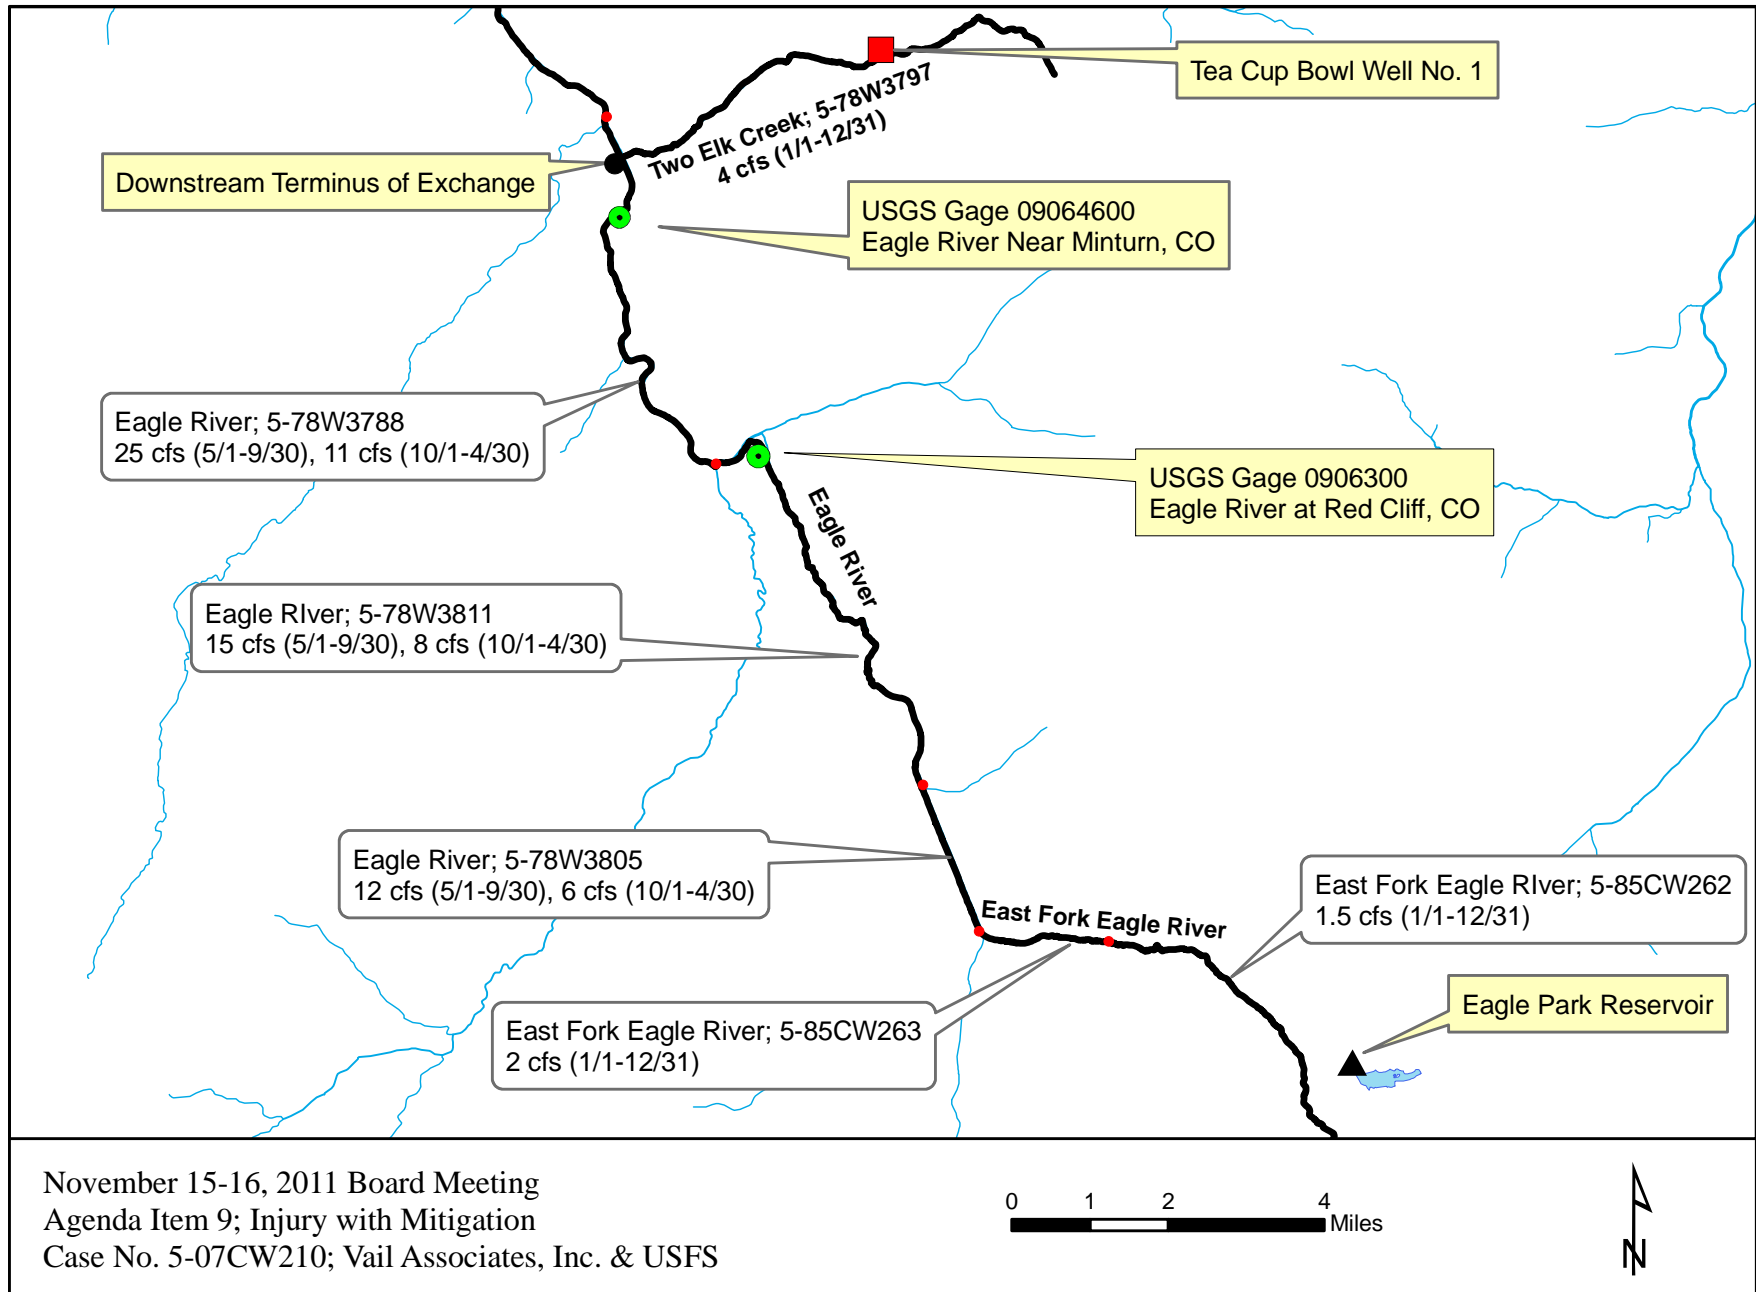 Tea Cup Bowl Well No. 1
Two Elk Creek; 5-78W3797
4 cfs (1/1-12/31)
Downstream Terminus of Exchange
USGS Gage 09064600
Eagle River Near Minturn, CO
Eagle River; 5-78W3788
25 cfs (5/1-9/30), 11 cfs (10/1-4/30)
USGS Gage 0906300
Eagle River at Red Cliff, CO
Eagle River
Eagle RIver; 5-78W3811
15 cfs (5/1-9/30), 8 cfs (10/1-4/30)
Eagle River; 5-78W3805
12 cfs (5/1-9/30), 6 cfs (10/1-4/30)
East Fork Eagle RIver; 5-85CW262
1.5 cfs (1/1-12/31)
East Fork Eagle River
Eagle Park Reservoir
East Fork Eagle River; 5-85CW263
2 cfs (1/1-12/31)
November 15-16, 2011 Board Meeting
Agenda Item 9; Injury with Mitigation
Case No. 5-07CW210; Vail Associates, Inc. & USFS
0 1 2 4
Miles
N